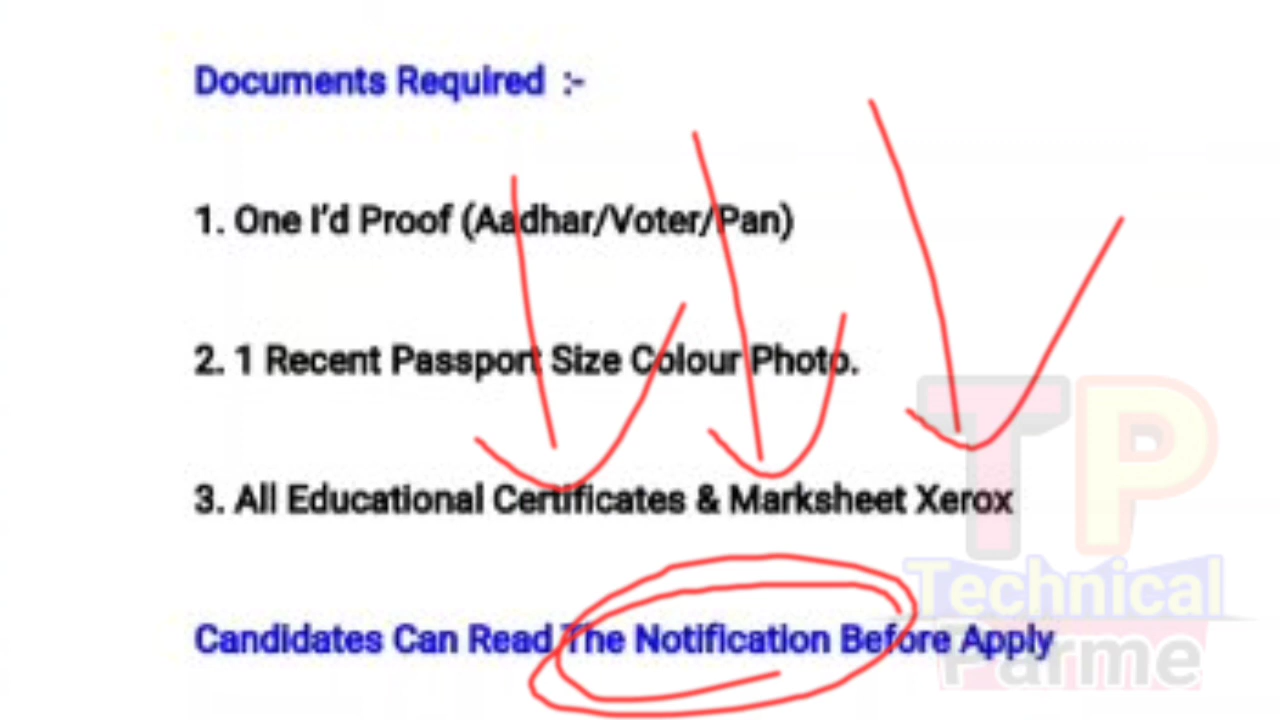 Documents Required :-
1. One I'd Proof (Aadhar/Voter/Pan)
2. 1 Recent Passport Size Colour Photo.
3. All Educational Certificates & Marksheet Xerox
Candidates Can Read The Notification Before Apply
TP
Technical
Parme